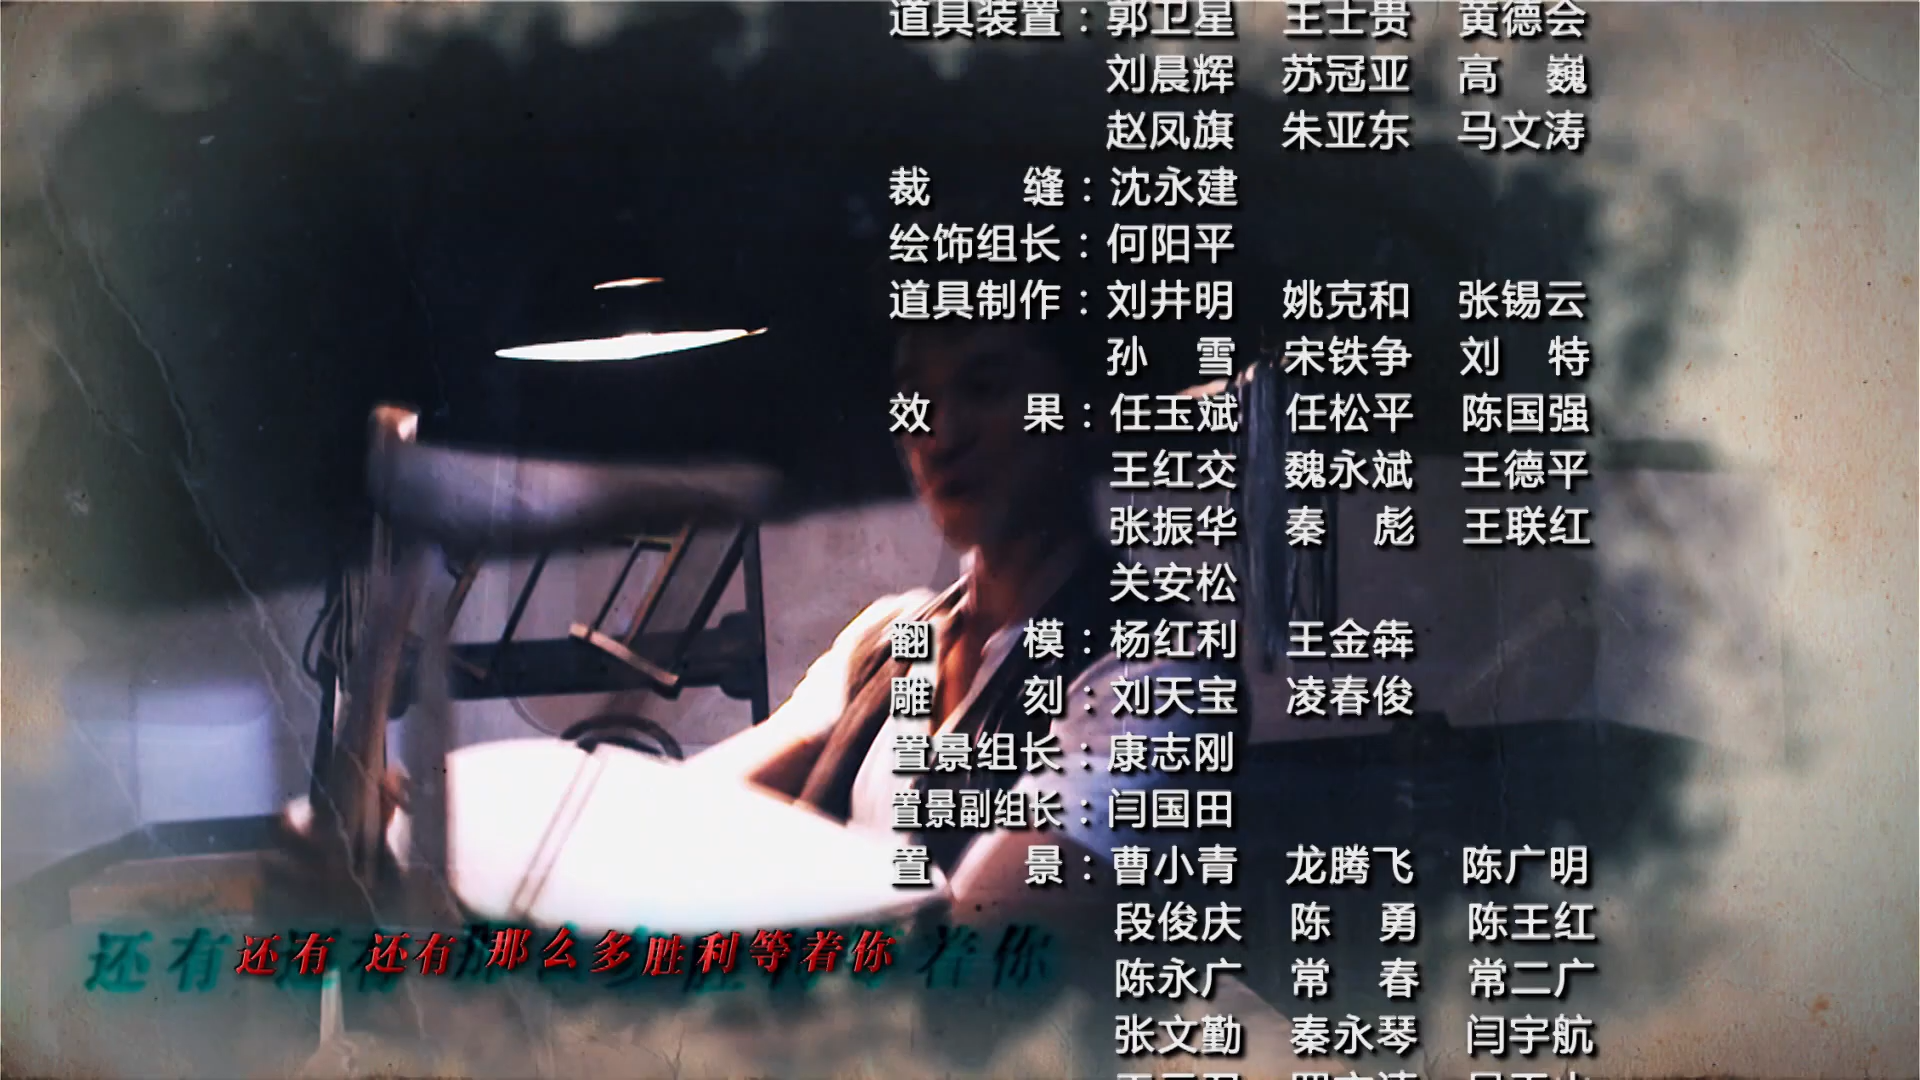 道具装置：郭卫星 王士贵 黄德会
刘晨辉 苏冠亚 高 巍
赵凤旗 朱亚东 马文涛
裁 缝：沈永建
绘饰组长：何阳平
道具制作：刘井明 姚克和 张锡云
孙 雪 宋铁争 刘 特
效 果：任玉斌 任松平 陈国强
王红交 魏永斌 王德平
张振华 秦 彪 王联红
关安松
翻 模：杨红利 王金犇
雕 刻：刘天宝 凌春俊
置景组长：康志刚
置景副组长：闫国田
置 景：曹小青 龙腾飞 陈广明
段俊庆 陈 勇 陈王红
还有 还有 那么多胜利等着你
陈永广 常 春 常二广
张文勤 秦永琴 闫宇航